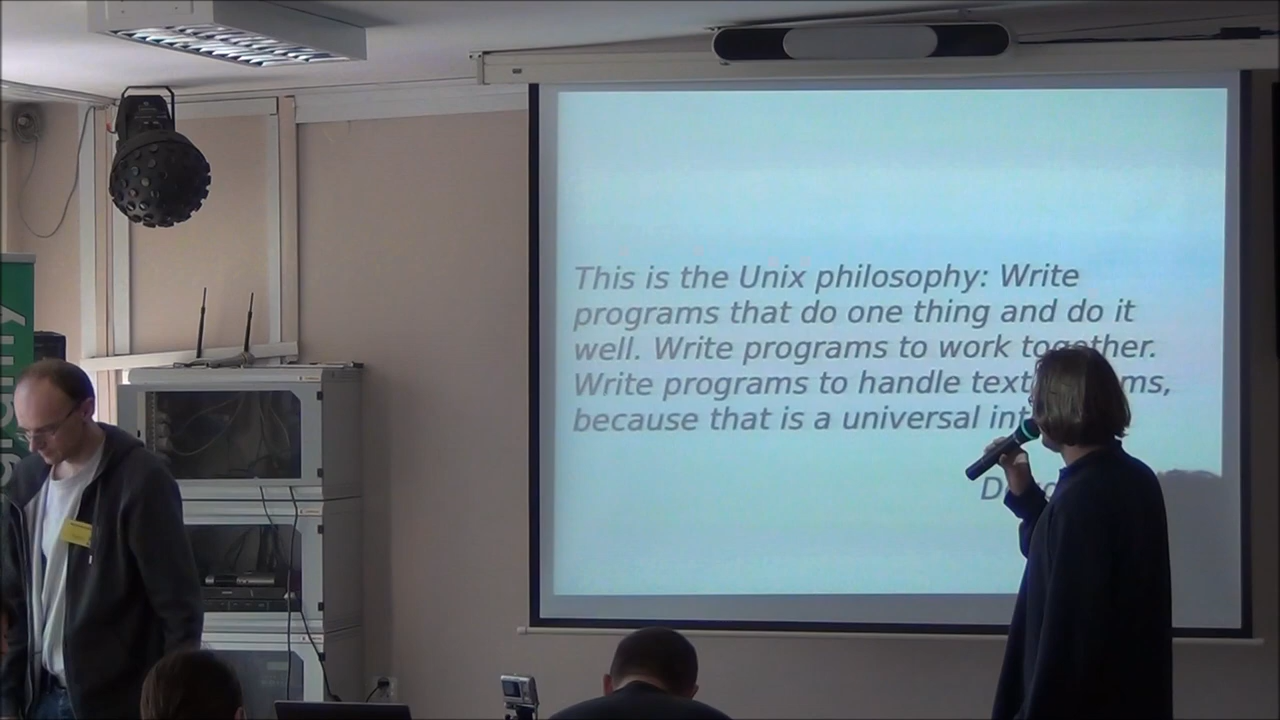 This is the Unix philosophy: Write
programs that do one thing and do it
well. Write programs to work together.
Write programs to handle text
because that is a universal